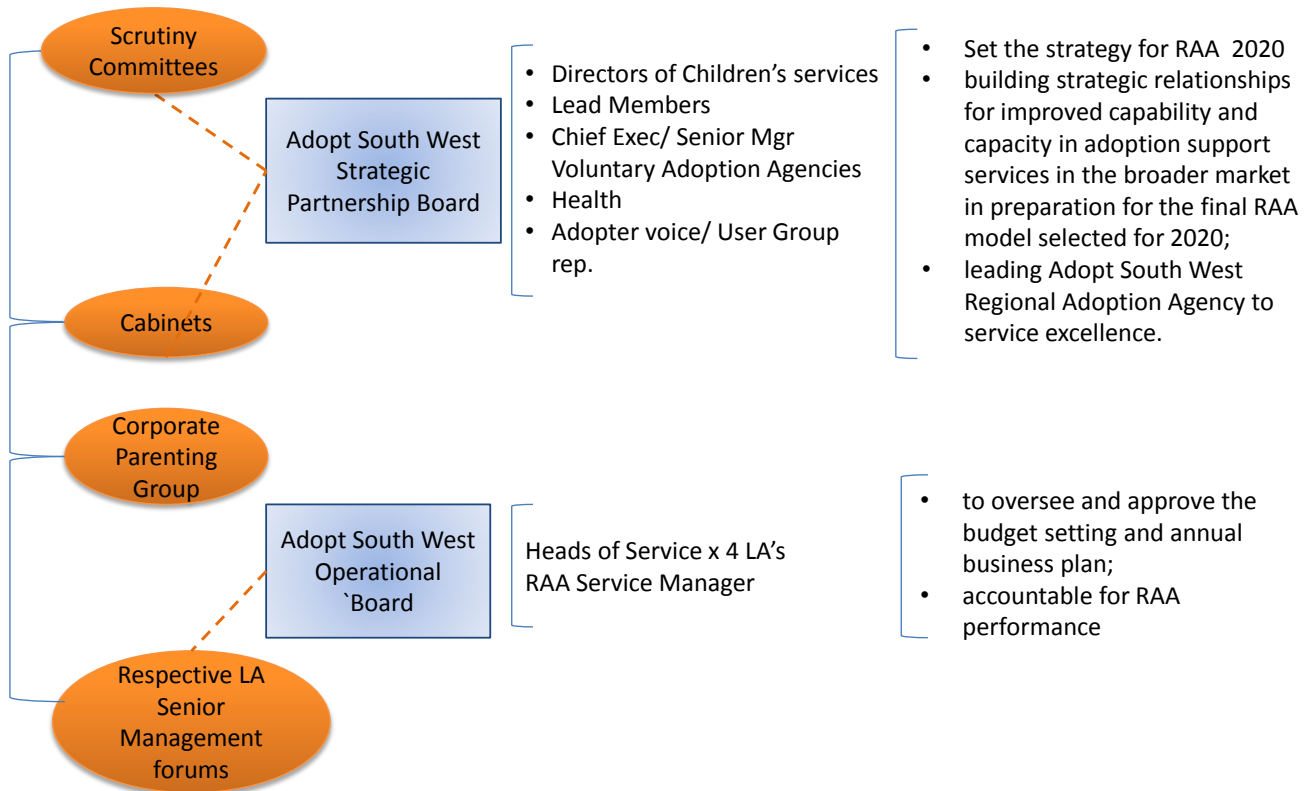 Scrutiny
Committees
Adopt South West
Strategic
Partnership Board
• Directors of Children’s services
• Lead Members
• Chief Exec/ Senior Mgr
Voluntary Adoption Agencies
• Health
• Adopter voice/ User Group
rep.
• Set the strategy for RAA 2020
• building strategic relationships
for improved capability and
capacity in adoption support
services in the broader market
in preparation for the final RAA
model selected for 2020;
• leading Adopt South West
Regional Adoption Agency to
service excellence.
Cabinets
Corporate
Parenting
Group
Adopt South West
Operational
`Board
Heads of Service x 4 LA’s
RAA Service Manager
• to oversee and approve the
budget setting and annual
business plan;
• accountable for RAA
performance
Respective LA
Senior
Management
forums